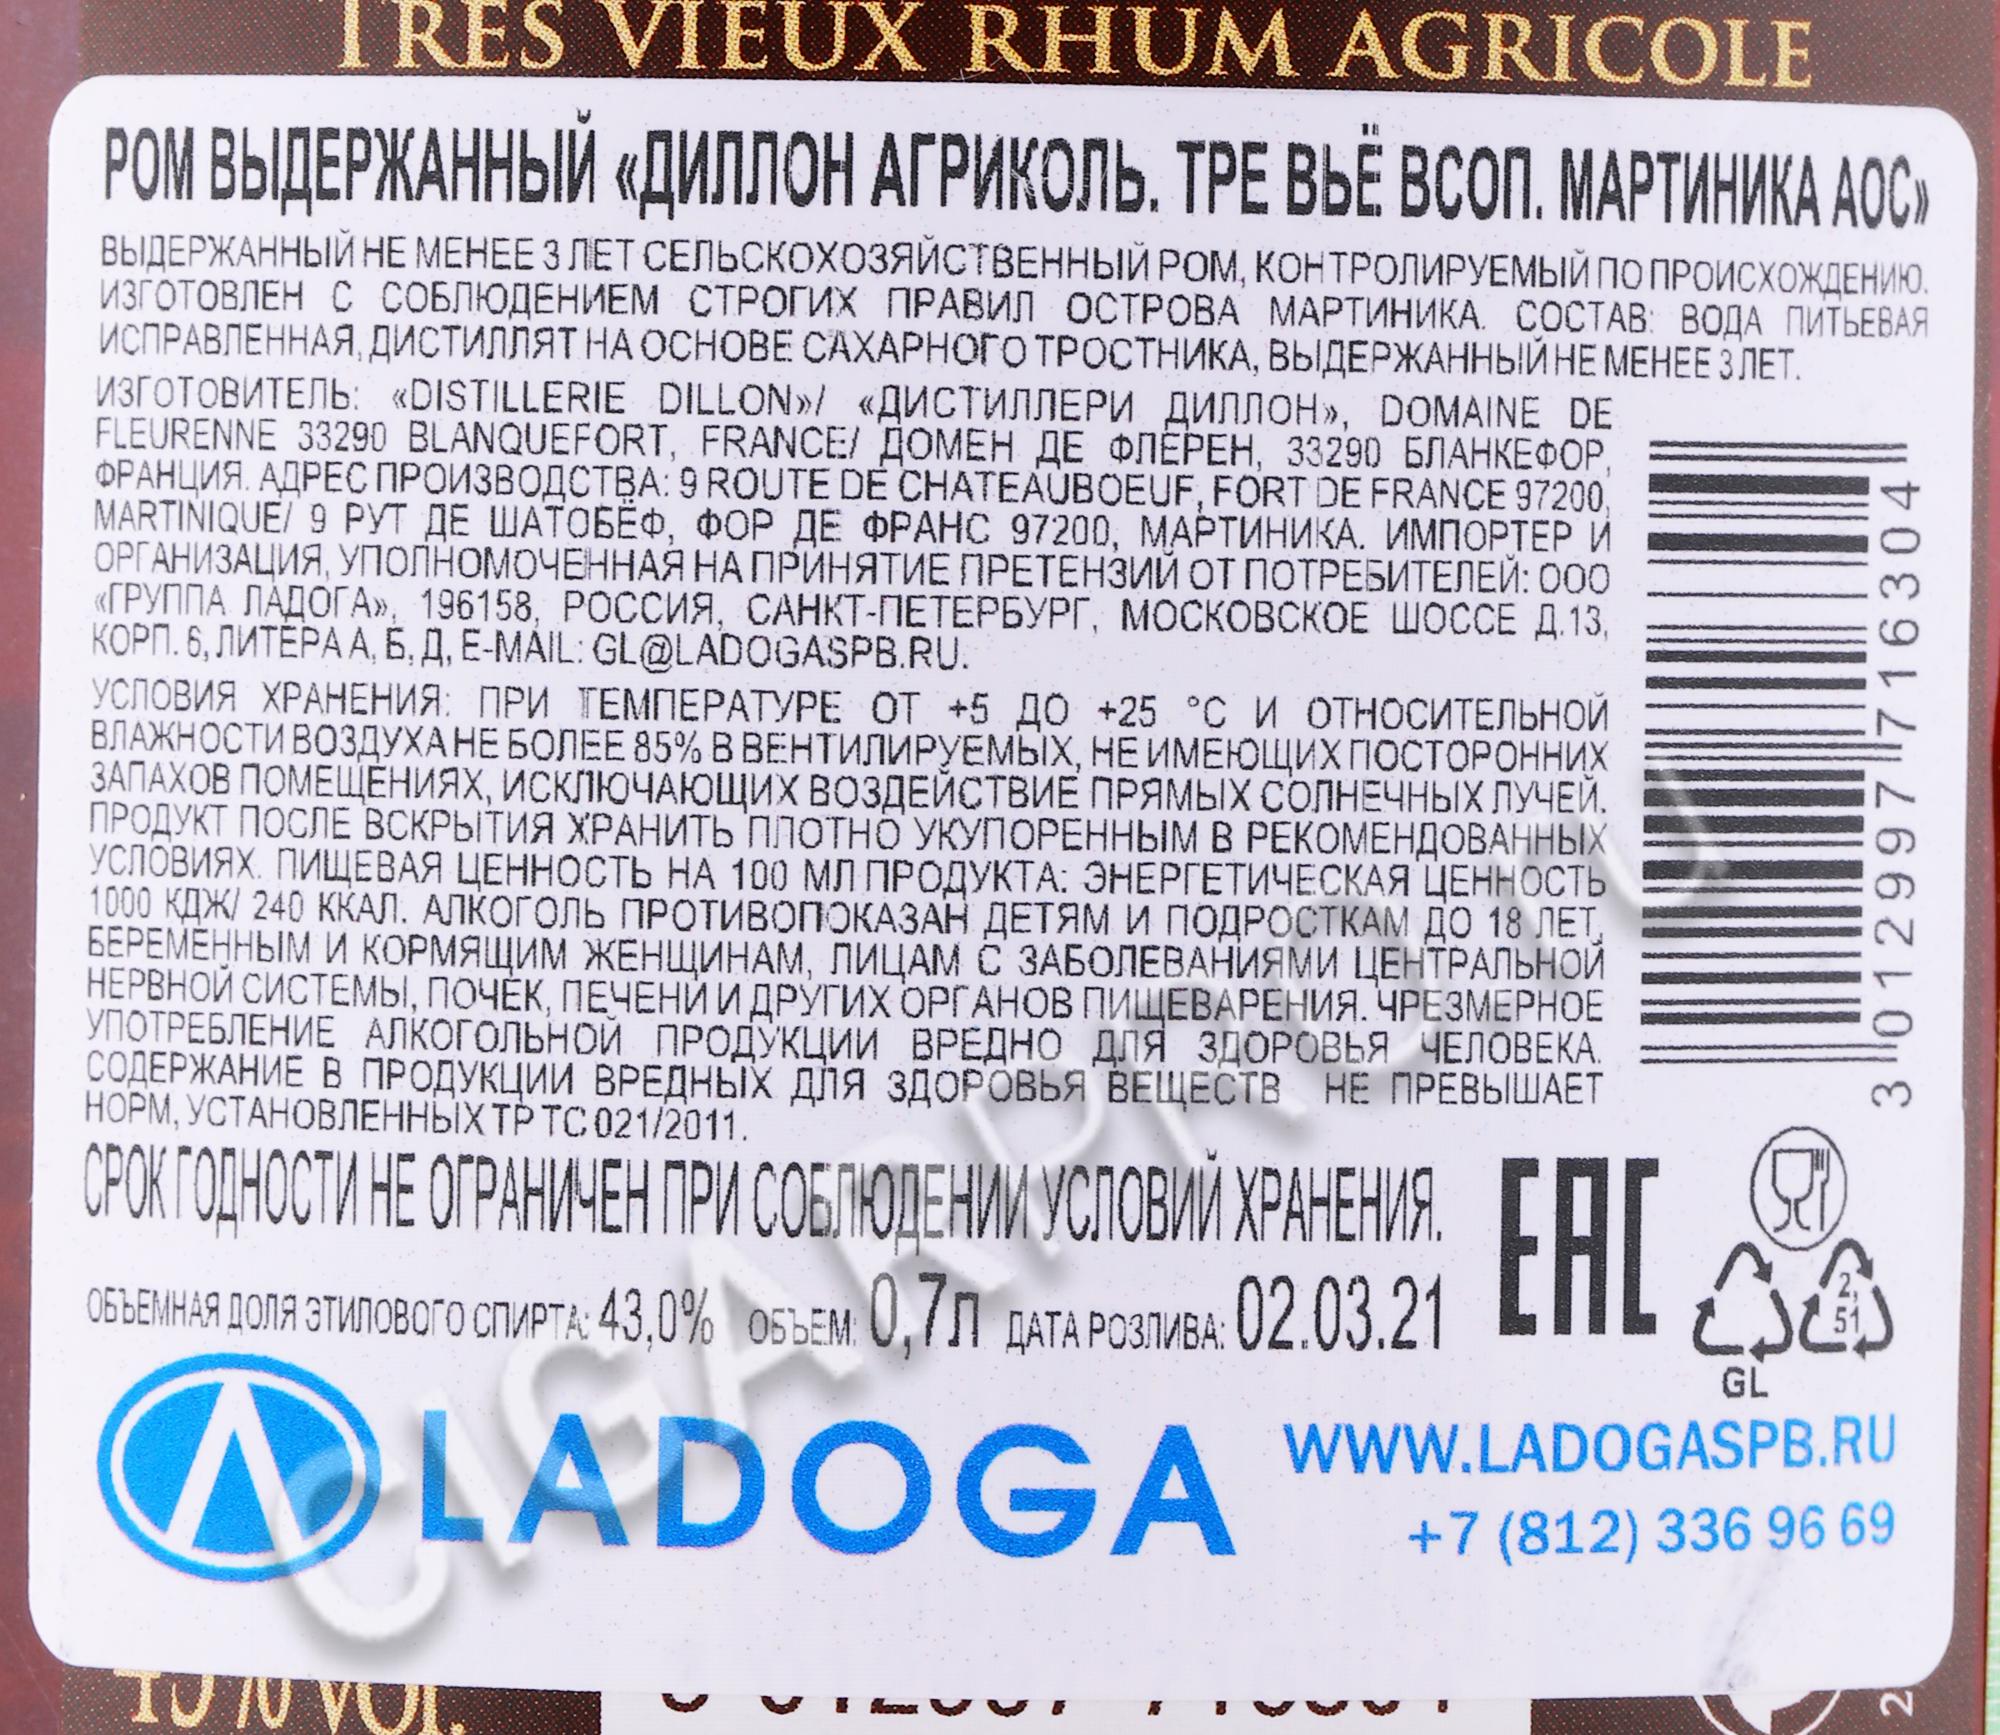 TRES VIEUX RHUM AGRICOLE
РОМ ВЫДЕРЖАННЫЙ «ДИЛЛОН АГРИКОЛЬ. ТРЕ ВЬЁ ВСОП. МАРТИНИКА АОС»
ВЫДЕРЖАННЫЙ НЕ МЕНЕЕ 3 ЛЕТ СЕЛЬСКОХОЗЯЙСТВЕННЫЙ РОМ, КОНТРОЛИРУЕМЫЙ ПО ПРОИСХОЖДЕНИЮ.
ИЗГОТОВЛЕН С СОБЛЮДЕНИЕМ СТРОГИХ ПРАВИЛ ОСТРОВА МАРТИНИКА. СОСТАВ: ВОДА ПИТЬЕВАЯ
ИСПРАВЛЕННАЯ, ДИСТИЛЛЯТ НА ОСНОВЕ САХАРНОГО ТРОСТНИКА, ВЫДЕРЖАННЫЙ НЕ МЕНЕЕ 3 ЛЕТ.
ИЗГОТОВИТЕЛЬ: «DISTILLERIE DILLON»/ «ДИСТИЛЛЕРИ ДИЛЛОН», DOMAINE DE
FLEURENNE 33290 BLANQUEFORT, FRANCE/ ДОМЕН ДЕ ФЛЕРЕН, 33290 БЛАНКЕФОР,
ФРАНЦИЯ. АДРЕС ПРОИЗВОДСТВА: 9 ROUTE DE CHATEAUBOEUF, FORT DE FRANCE 97200,
MARTINIQUE/ 9 РУТ ДЕ ШАТОБЁФ, ФОР ДЕ ФРАНС 97200, МАРТИНИКА. ИМПОРТЕР И
ОРГАНИЗАЦИЯ, УПОЛНОМОЧЕННАЯ НА ПРИНЯТИЕ ПРЕТЕНЗИЙ ОТ ПОТРЕБИТЕЛЕЙ: ООО
«ГРУППА ЛАДОГА», 196158, РОССИЯ, САНКТ-ПЕТЕРБУРГ, МОСКОВСКОЕ ШОССЕ Д.13,
КОРП. 6, ЛИТЕРА А, Б, Д, E-MAIL: GL@LADOGASPB.RU.
УСЛОВИЯ ХРАНЕНИЯ: ПРИ ТЕМПЕРАТУРЕ ОТ +5 ДО +25 °С И ОТНОСИТЕЛЬНОЙ
ВЛАЖНОСТИ ВОЗДУХА НЕ БОЛЕЕ 85% В ВЕНТИЛИРУЕМЫХ, НЕ ИМЕЮЩИХ ПОСТОРОННИХ
ЗАПАХОВ ПОМЕЩЕНИЯХ, ИСКЛЮЧАЮЩИХ ВОЗДЕЙСТВИЕ ПРЯМЫХ СОЛНЕЧНЫХ ЛУЧЕЙ.
ПРОДУКТ ПОСЛЕ ВСКРЫТИЯ ХРАНИТЬ ПЛОТНО УКУПОРЕННЫМ В РЕКОМЕНДОВАННЫХ
УСЛОВИЯХ. ПИЩЕВАЯ ЦЕННОСТЬ НА 100 МЛ ПРОДУКТА: ЭНЕРГЕТИЧЕСКАЯ ЦЕННОСТЬ
1000 КДЖ/ 240 ККАЛ. АЛКОГОЛЬ ПРОТИВОПОКАЗАН ДЕТЯМ И ПОДРОСТКАМ ДО 18 ЛЕТ,
БЕРЕМЕННЫМ И КОРМЯЩИМ ЖЕНЩИНАМ, ЛИЦАМ С ЗАБОЛЕВАНИЯМИ ЦЕНТРАЛЬНОЙ
НЕРВНОЙ СИСТЕМЫ, ПОЧЕК, ПЕЧЕНИ И ДРУГИХ ОРГАНОВ ПИЩЕВАРЕНИЯ. ЧРЕЗМЕРНОЕ
УПОТРЕБЛЕНИЕ АЛКОГОЛЬНОЙ ПРОДУКЦИИ ВРЕДНО ДЛЯ ЗДОРОВЬЯ ЧЕЛОВЕКА.
СОДЕРЖАНИЕ В ПРОДУКЦИИ ВРЕДНЫХ ДЛЯ ЗДОРОВЬЯ ВЕЩЕСТВ НЕ ПРЕВЫШАЕТ
НОРМ, УСТАНОВЛЕННЫХ ТР ТС 021/2011.
3 012997 716304
СРОК ГОДНОСТИ НЕ ОГРАНИЧЕН ПРИ СОБЛЮДЕНИИ УСЛОВИЙ ХРАНЕНИЯ.
ОБЪЕМНАЯ ДОЛЯ ЭТИЛОВОГО СПИРТА: 43,0% ОБЪЕМ: 0,7Л ДАТА РОЗЛИВА: 02.03.21
EAC
2,
51
GL
LADOGA
WWW.LADOGASPB.RU
+7 (812) 336 96 69
CIGARPRO.ru
VOL.